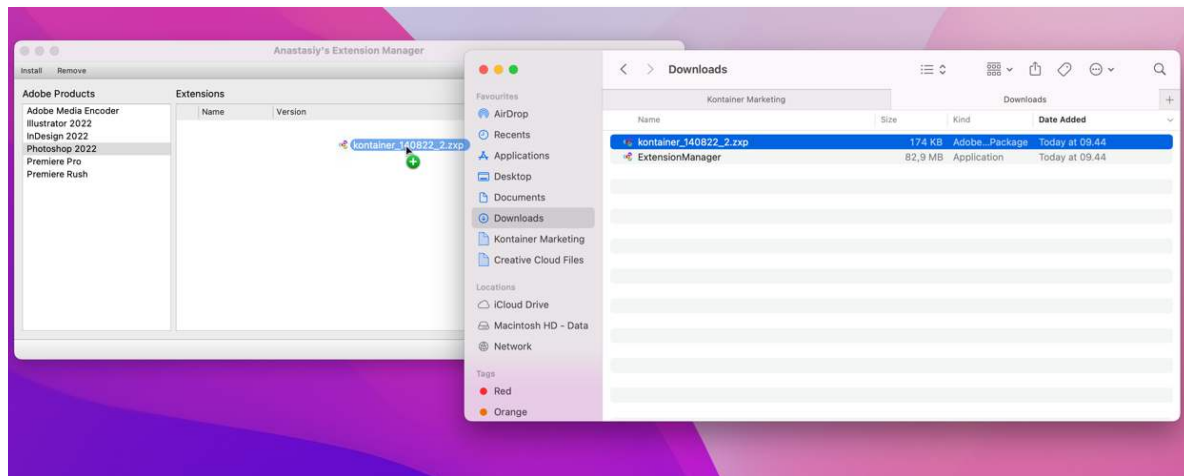 Anastasiy's Extension Manager
Install Remove
Adobe Products
Adobe Media Encoder
Illustrator 2022
InDesign 2022
Photoshop 2022
Premiere Pro
Premiere Rush
Extensions
Name Version
kontainer_140822_2.zxp
Favourites
AirDrop
Recents
Applications
Desktop
Documents
Downloads
Kontainer Marketing
Creative Cloud Files
Locations
iCloud Drive
Macintosh HD - Data
Network
Tags
Red
Orange
Downloads
Kontainer Marketing Downloads
Name Size Kind Date Added
kontainer_140822_2.zxp 174 KB Adobe...Package Today at 09.44
ExtensionManager 82,9 MB Application Today at 09.44